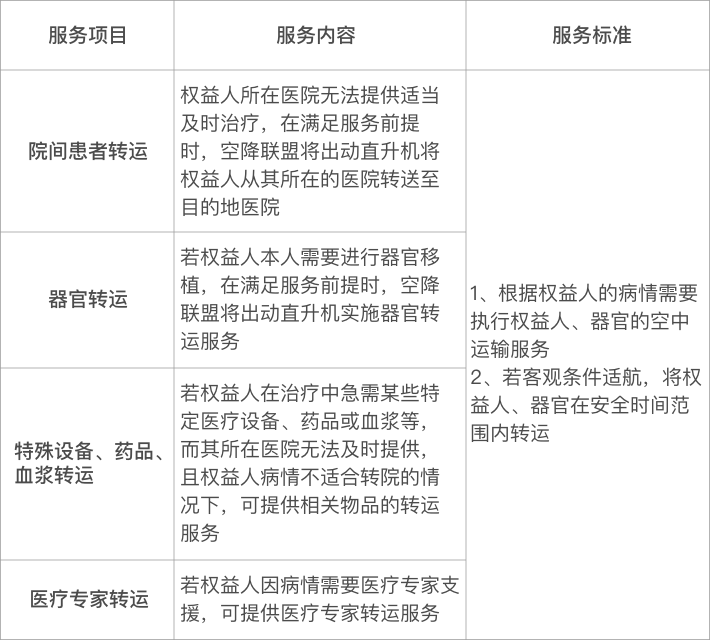 服务项目
服务内容
服务标准
院间患者转运
权益人所在医院无法提供适当
及时治疗，在满足服务前提
时，空降联盟将出动直升机将
权益人从其所在的医院转送至
目的地医院
器官转运
若权益人本人需要进行器官移
植，在满足服务前提时，空降
联盟将出动直升机实施器官转
运服务
特殊设备、药品、
血浆转运
若权益人在治疗中急需某些特
定医疗设备、药品或血浆等，
而其所在医院无法及时提供，
且权益人病情不适合转院的情
况下，可提供相关物品的转运
服务
医疗专家转运
若权益人因病情需要医疗专家支
援，可提供医疗专家转运服务
1、根据权益人的病情需要
执行权益人、器官的空中
运输服务
2、若客观条件适航，将权
益人、器官在安全时间范
围内转运